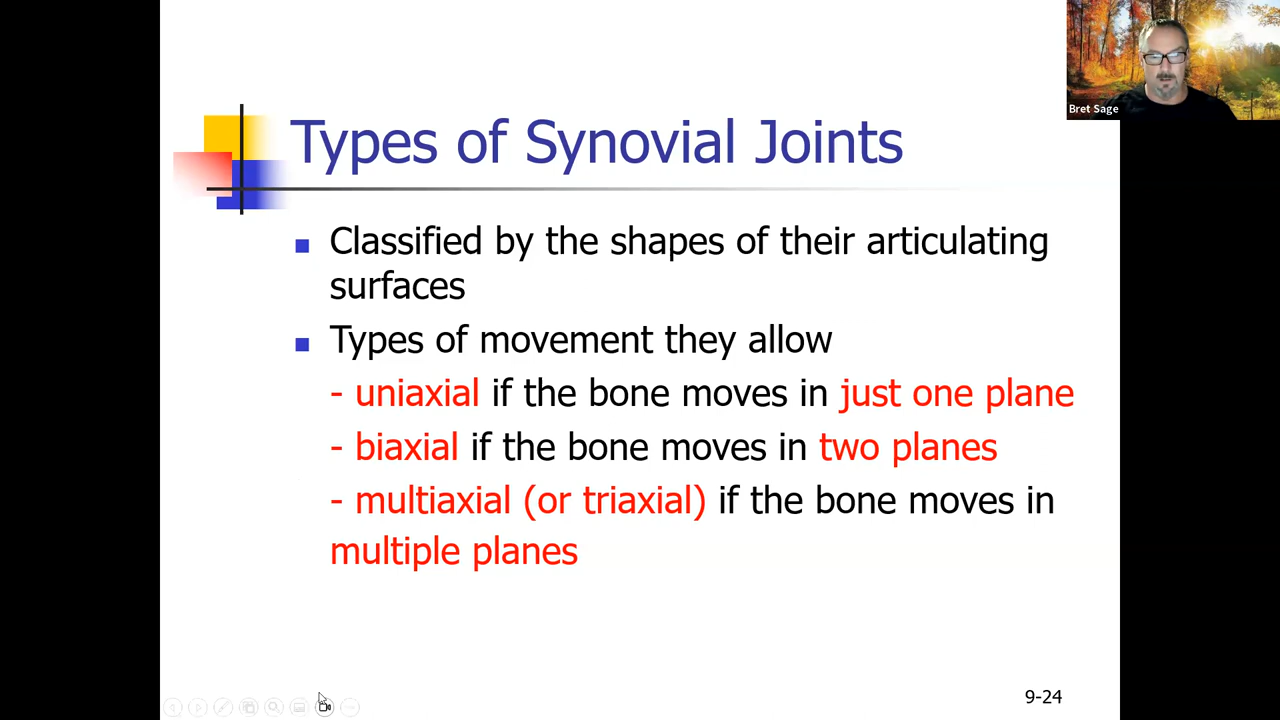 Bret Sage
Types of Synovial Joints
Classified by the shapes of their articulating
surfaces
Types of movement they allow
- uniaxial if the bone moves in just one plane
- biaxial if the bone moves in two planes
- multiaxial (or triaxial) if the bone moves in
multiple planes
9-24